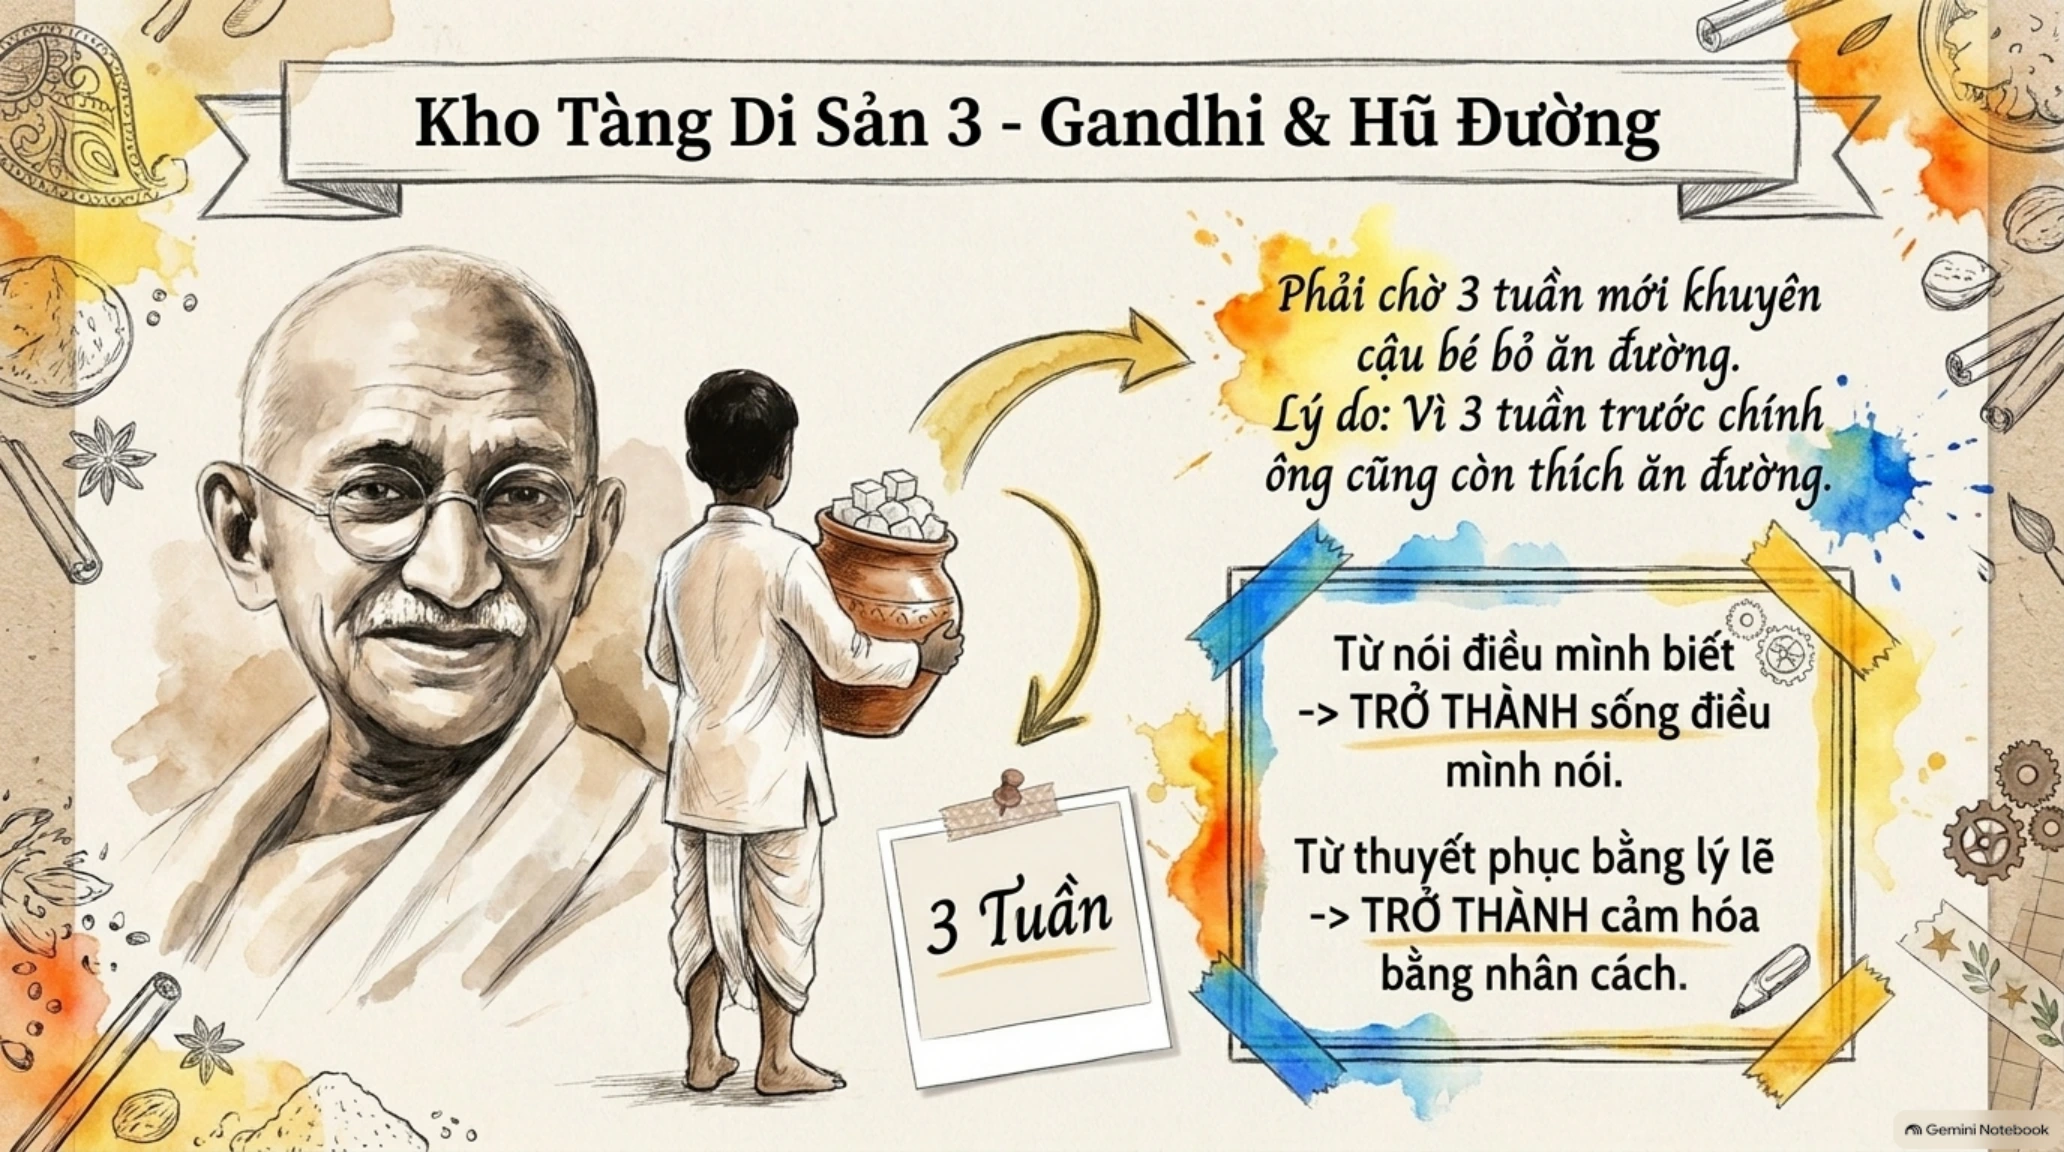 Kho Tàng Di Sản 3 - Gandhi & Hũ Đường
Phải chờ 3 tuần mới khuyên
cậu bé bỏ ăn đường.
Lý do: Vì 3 tuần trước chính
ông cũng còn thích ăn đường.
3 Tuần
Từ nói điều mình biết
-> TRỞ THÀNH sống điều
mình nói.
Từ thuyết phục bằng lý lẽ
-> TRỞ THÀNH cảm hóa
bằng nhân cách.
Gemini Notebook